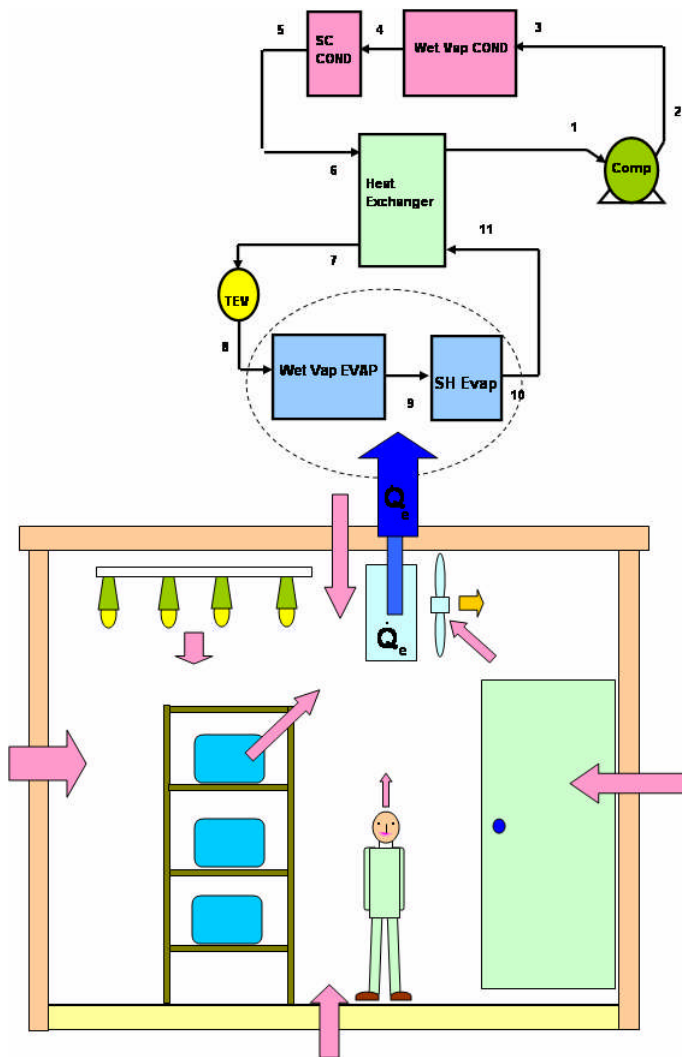 5
SC
COND
4
Wet Vap COND
3
2
1
Comp
6
Heat
Exchanger
11
7
TEV
8
Wet Vap EVAP
9
SH Evap
10
Q̇e
Q̇e